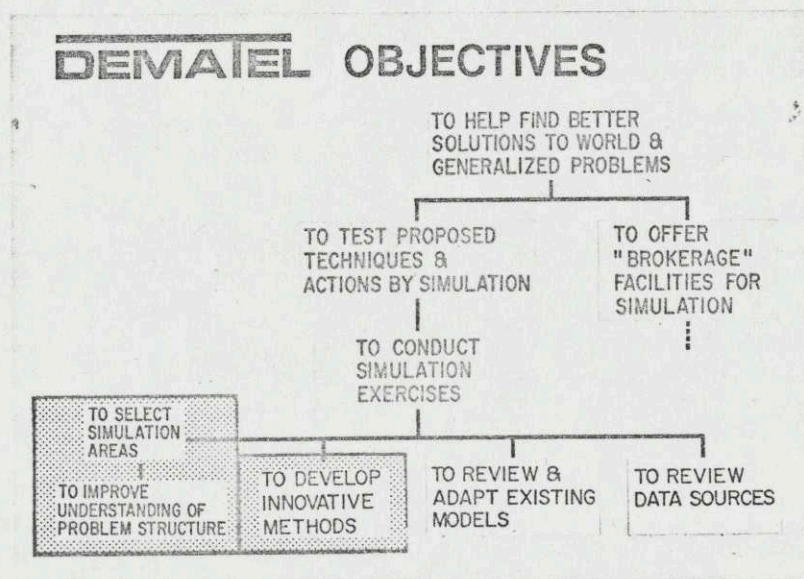 DEMATEL OBJECTIVES
TO HELP FIND BETTER
SOLUTIONS TO WORLD &
GENERALIZED PROBLEMS
TO TEST PROPOSED
TECHNIQUES &
ACTIONS BY SIMULATION
TO OFFER
"BROKERAGE"
FACILITIES FOR
SIMULATION
TO CONDUCT
SIMULATION
EXERCISES
TO SELECT
SIMULATION
AREAS
TO IMPROVE
UNDERSTANDING OF
PROBLEM STRUCTURE
TO DEVELOP
INNOVATIVE
METHODS
TO REVIEW &
ADAPT EXISTING
MODELS
TO REVIEW
DATA SOURCES